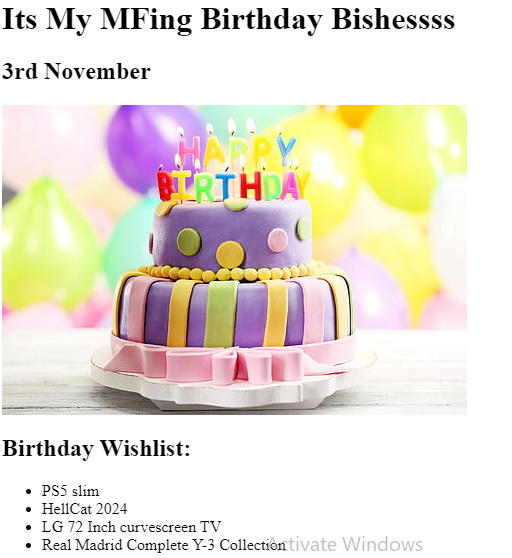 Its My MFing Birthday Bishessss
3rd November
HAPPY
BIRTHDAY
Birthday Wishlist:
PS5 slim
HellCat 2024
LG 72 Inch curvescreen TV
Real Madrid Complete Y-3 Collection
Activate Windows